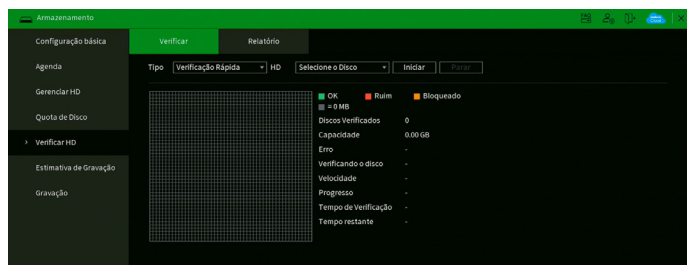 Armazenamento
Configuração básica
Agenda
Gerenciar HD
Quota de Disco
> Verificar HD
Estimativa de Gravação
Gravação
Verificar Relatório
Tipo Verificação Rápida HD Selecione o Disco Iniciar Parar
OK Ruim Bloqueado
= 0 MB
Discos Verificados 0
Capacidade 0.00 GB
Erro -
Verificando o disco -
Velocidade -
Progresso -
Tempo de Verificação -
Tempo restante -